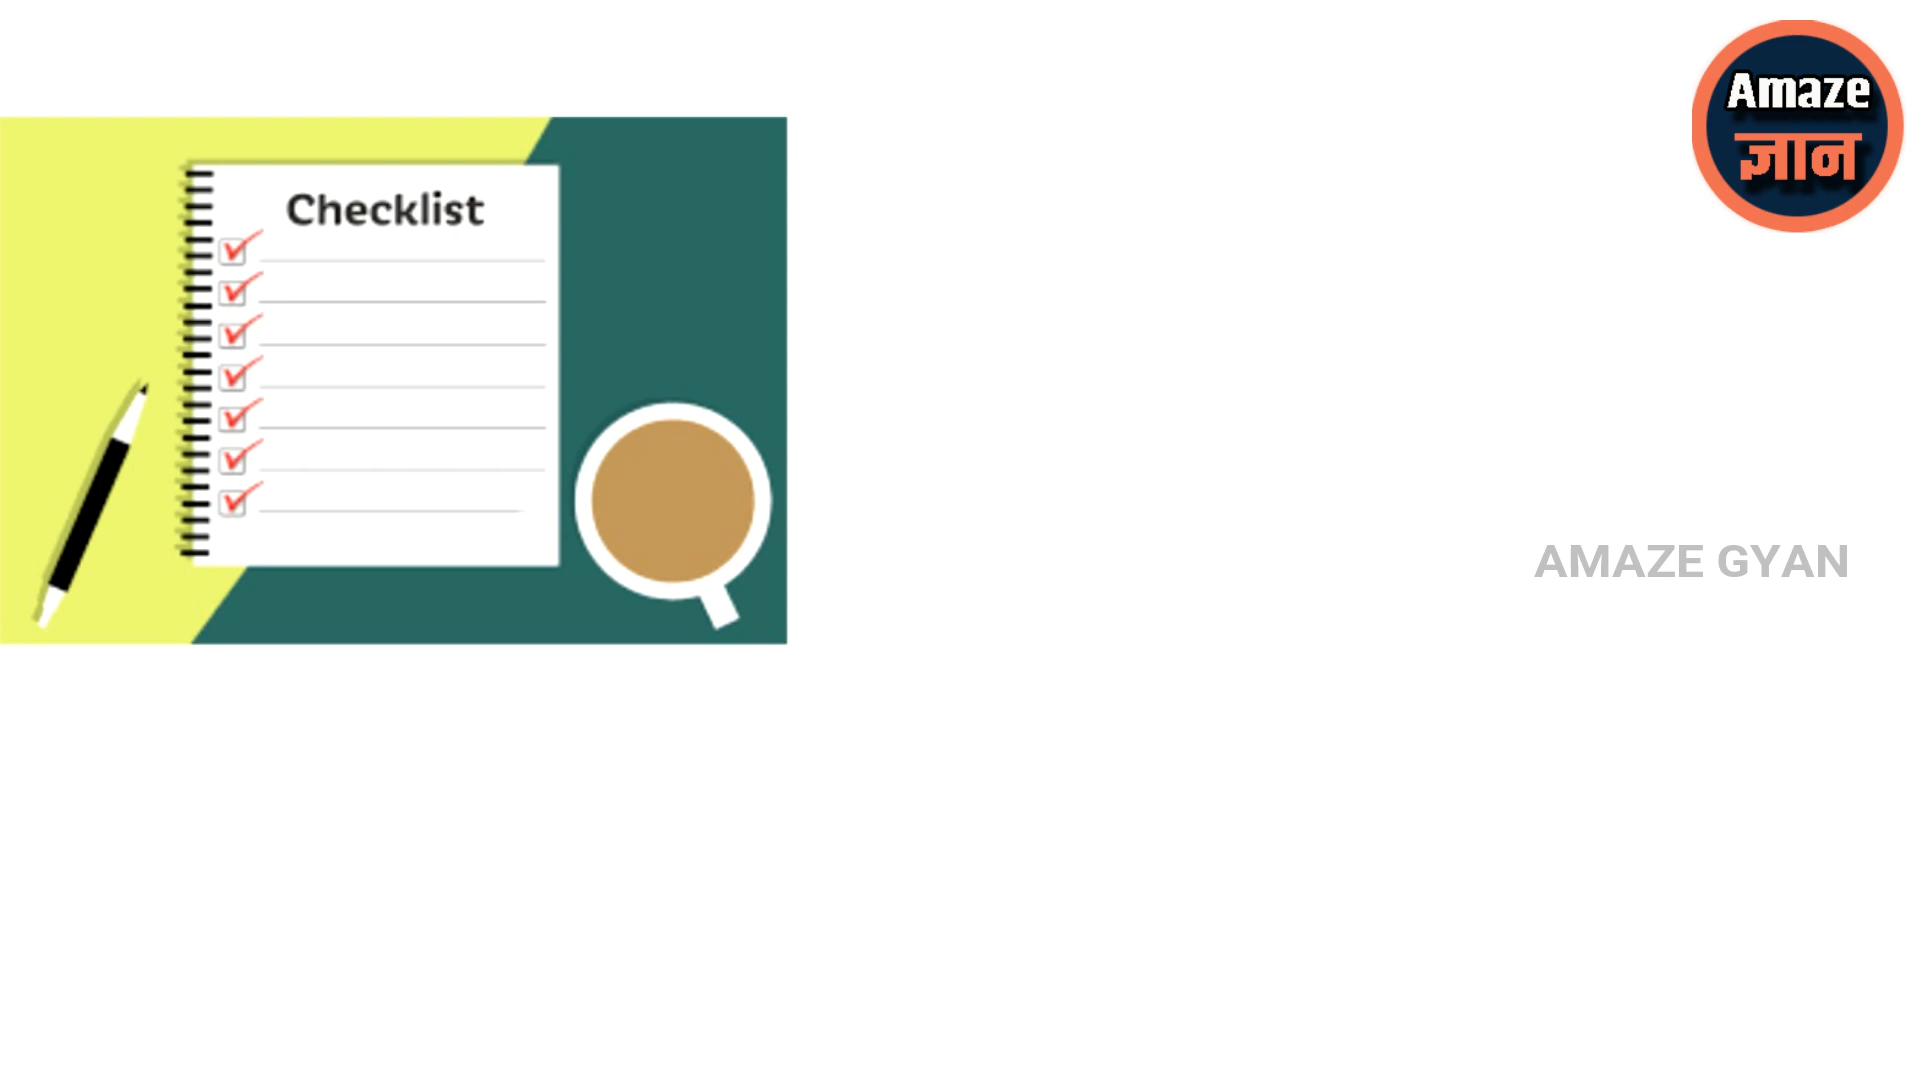 Amaze
ज्ञान
Checklist
AMAZE GYAN